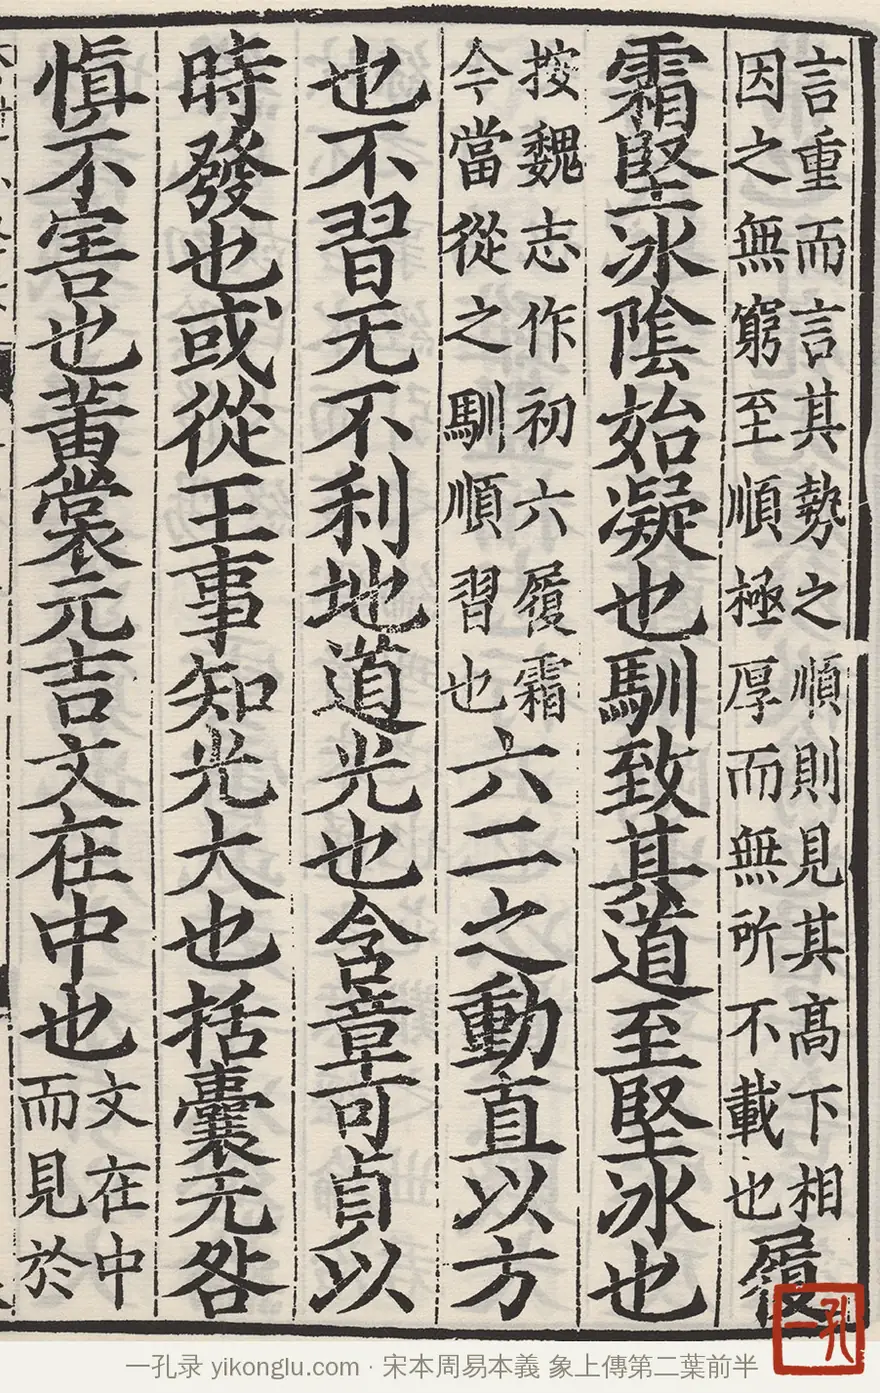 言重而言其勢之順則見其髙下相
因之無窮至順極厚而無所不載也
履
霜堅冰陰始凝也馴致其道至堅冰也
按魏志作初六履霜
今當從之馴順習也
六二之動直以方
也不習无不利地道光也含章可貞以
時發也或從王事知光大也括囊无咎
慎不害也黃裳元吉文在中也
文在中
而見於
一孔
一孔录 yikonglu.com · 宋本周易本義 象上傳第二葉前半